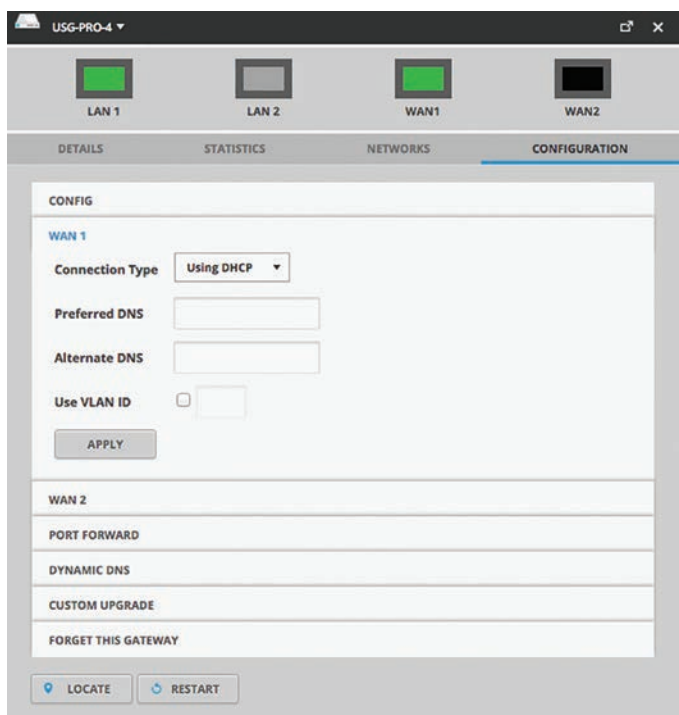 USG-PRO-4
LAN 1 LAN 2 WAN1 WAN2
DETAILS STATISTICS NETWORKS CONFIGURATION
CONFIG
WAN 1
Connection Type Using DHCP
Preferred DNS
Alternate DNS
Use VLAN ID
APPLY
WAN 2
PORT FORWARD
DYNAMIC DNS
CUSTOM UPGRADE
FORGET THIS GATEWAY
LOCATE RESTART